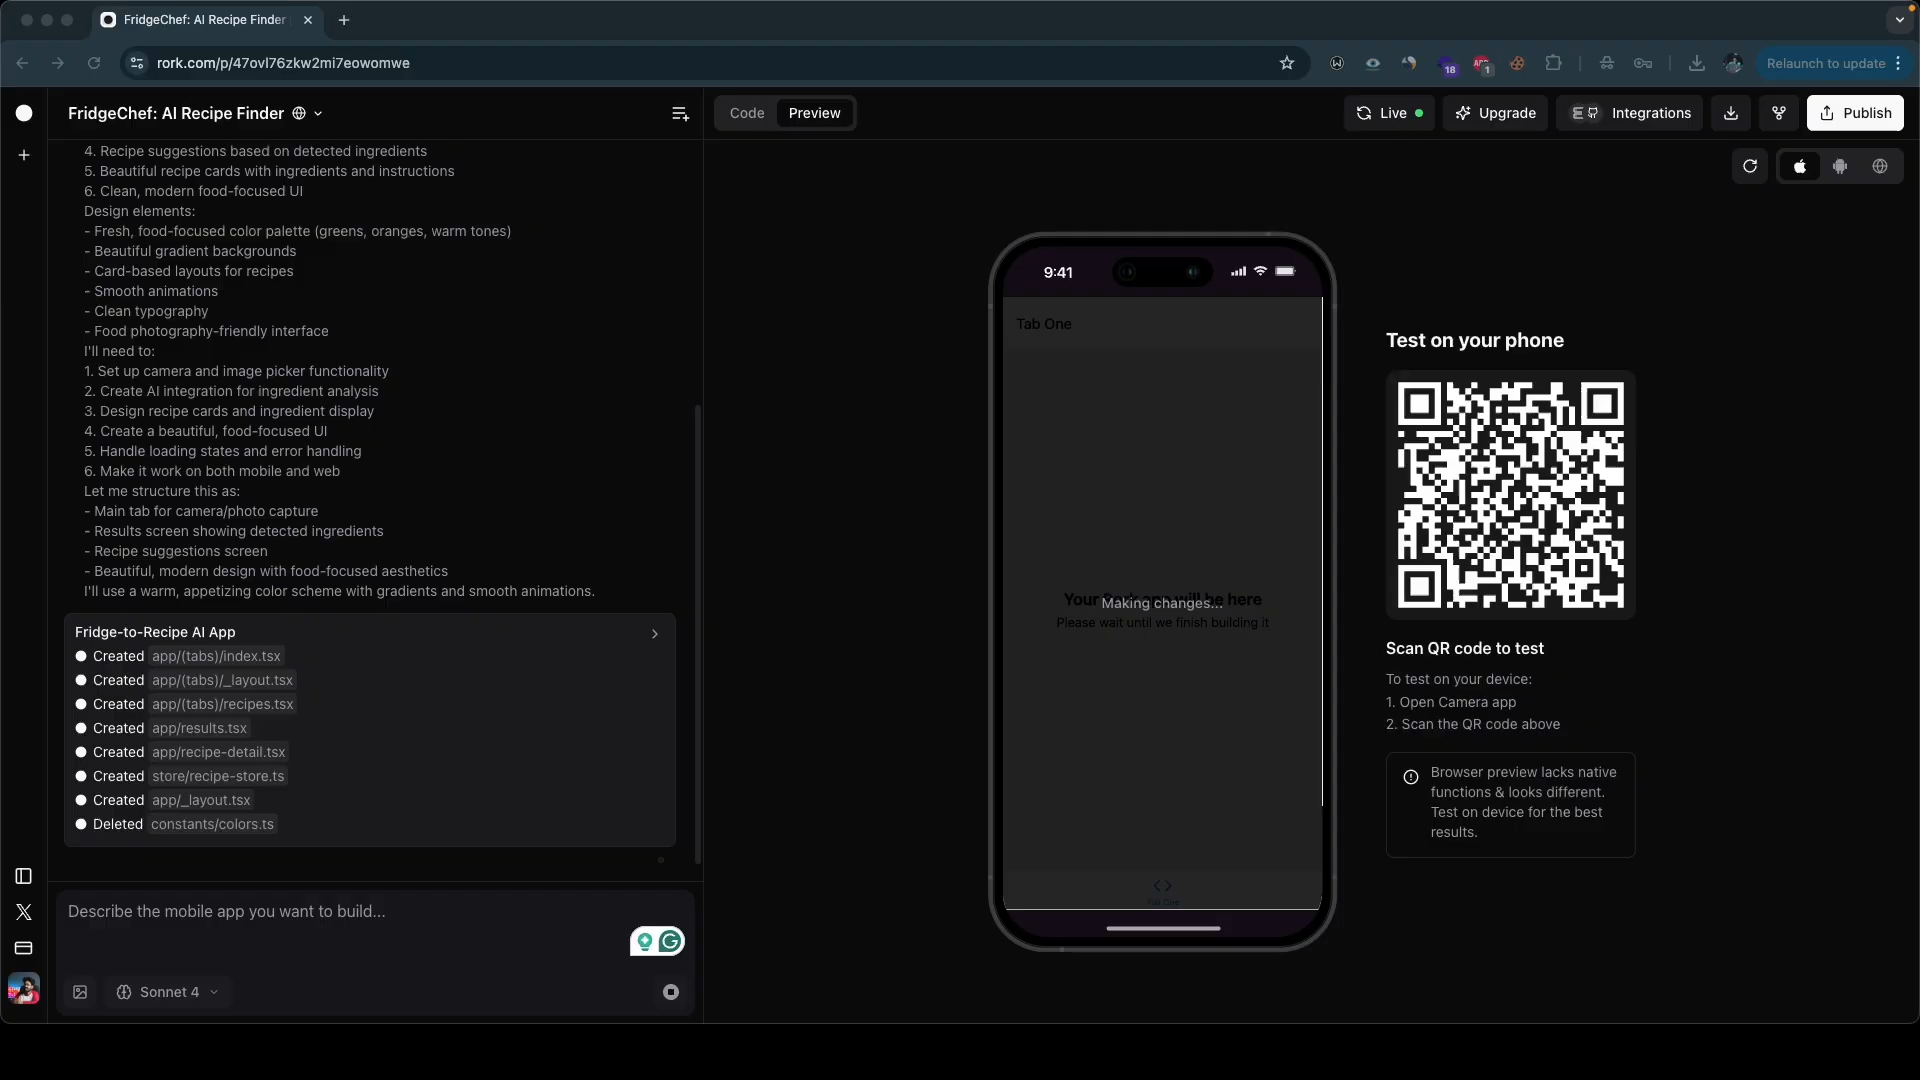 FridgeChef: AI Recipe Finder
rork.com/p/47ovl76zkw2mi7eowomwe
18
1
Relaunch to update
FridgeChef: AI Recipe Finder
Code
Preview
Live
Upgrade
Integrations
Publish
4. Recipe suggestions based on detected ingredients
5. Beautiful recipe cards with ingredients and instructions
6. Clean, modern food-focused UI
Design elements:
- Fresh, food-focused color palette (greens, oranges, warm tones)
- Beautiful gradient backgrounds
- Card-based layouts for recipes
- Smooth animations
- Clean typography
- Food photography-friendly interface
I'll need to:
1. Set up camera and image picker functionality
2. Create AI integration for ingredient analysis
3. Design recipe cards and ingredient display
4. Create a beautiful, food-focused UI
5. Handle loading states and error handling
6. Make it work on both mobile and web
Let me structure this as:
- Main tab for camera/photo capture
- Results screen showing detected ingredients
- Recipe suggestions screen
- Beautiful, modern design with food-focused aesthetics
I'll use a warm, appetizing color scheme with gradients and smooth animations.
Fridge-to-Recipe AI App
Created app/(tabs)/index.tsx
Created app/(tabs)/_layout.tsx
Created app/(tabs)/recipes.tsx
Created app/results.tsx
Created app/recipe-detail.tsx
Created store/recipe-store.ts
Created app/_layout.tsx
Deleted constants/colors.ts
Describe the mobile app you want to build...
Sonnet 4
9:41
Tab One
Your app will be here
Making changes...
Please wait until we finish building it
Test on your phone
Scan QR code to test
To test on your device:
1. Open Camera app
2. Scan the QR code above
Browser preview lacks native
functions & looks different.
Test on device for the best
results.